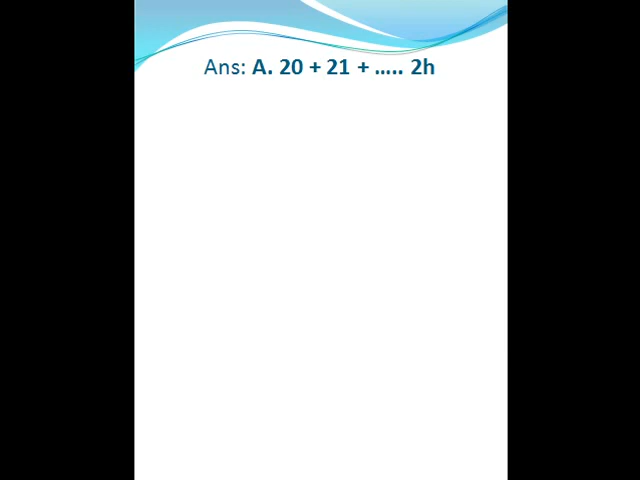 Ans: A. 20 + 21 + ..... 2h